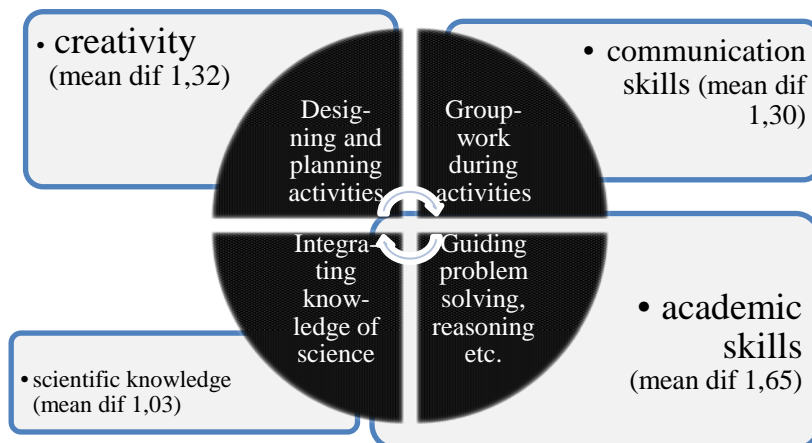 • creativity
(mean dif 1,32)
• communication
skills (mean dif
1,30)
Desig-
ning and
planning
activities
Group-
work
during
activities
Integra-
ting
know-
ledge of
science
Guiding
problem
solving,
reasoning
etc.
• scientific knowledge
(mean dif 1,03)
• academic
skills
(mean dif 1,65)